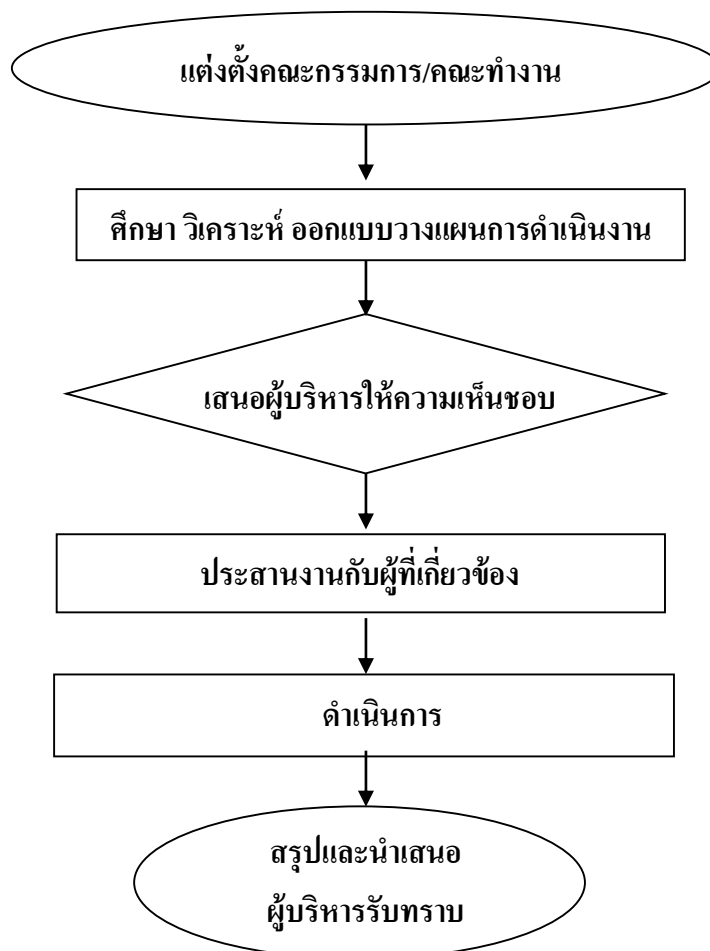 แต่งตั้งคณะกรรมการ/คณะทำงาน
ศึกษา วิเคราะห์ ออกแบบวางแผนการดำเนินงาน
เสนอผู้บริหารให้ความเห็นชอบ
ประสานงานกับผู้ที่เกี่ยวข้อง
ดำเนินการ
สรุปและนำเสนอ
ผู้บริหารรับทราบ